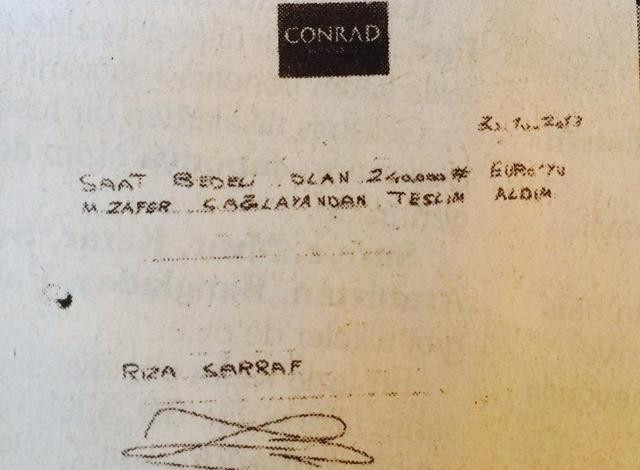 CONRAD
SAAT BEDELİ OLAN 240.000# EURO'YU
M.ZAFER ÇAĞLAYANDAN TESLİM ALDIM
RIZA SARRAF